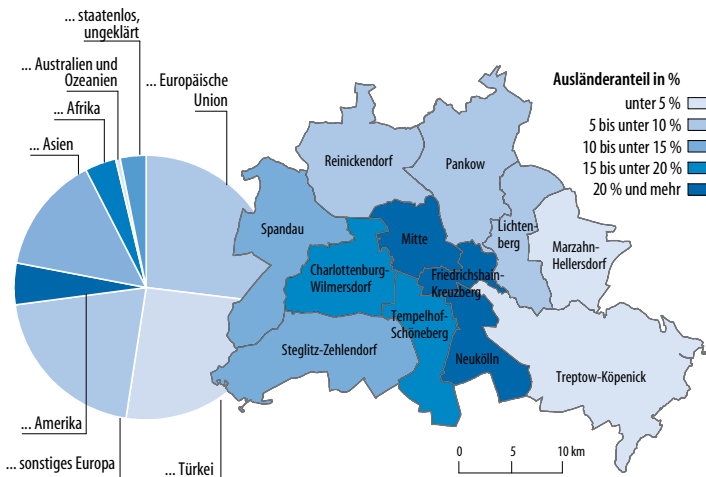 ... staatenlos,
ungeklärt
... Australien und
Ozeanien
... Afrika
... Asien
... Europäische
Union
... Amerika
... sonstiges Europa
... Türkei
Reinickendorf
Pankow
Spandau
Mitte
Lichten-
berg
Marzahn-
Hellersdorf
Charlottenburg-
Wilmersdorf
Friedrichshain-
Kreuzberg
Tempelhof-
Schöneberg
Steglitz-Zehlendorf
Neukölln
Treptow-Köpenick
Ausländeranteil in %
unter 5 %
5 bis unter 10 %
10 bis unter 15 %
15 bis unter 20 %
20 % und mehr
0 5 10 km